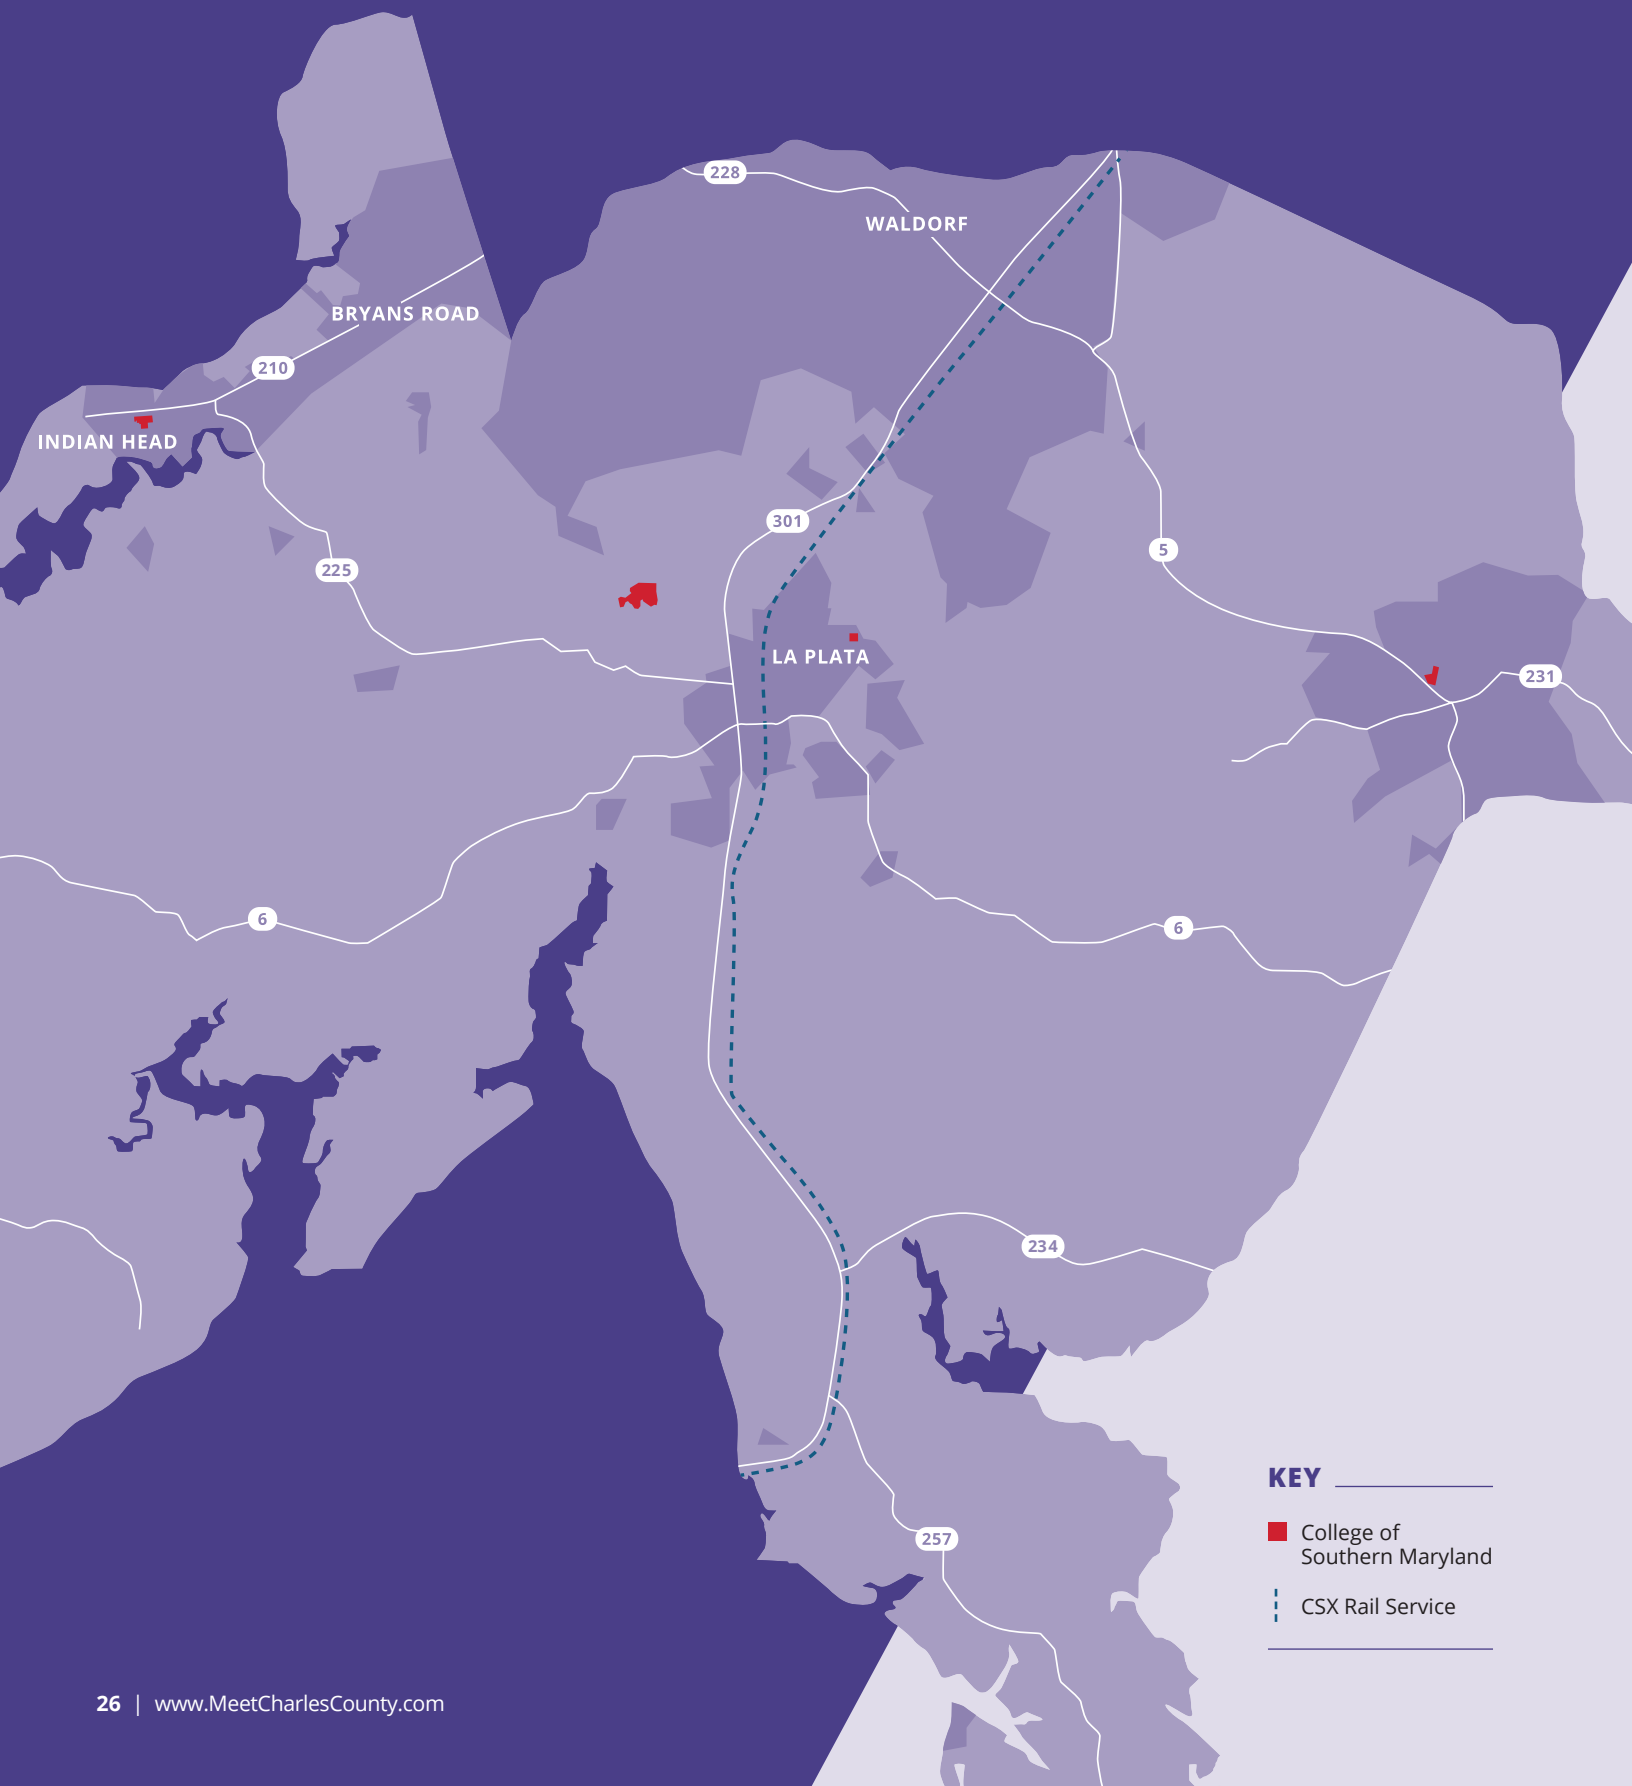 228
WALDORF
BRYANS ROAD
210
INDIAN HEAD
301
5
225
LA PLATA
231
6
6
234
257
KEY
College of
Southern Maryland
CSX Rail Service
26 | www.MeetCharlesCounty.com